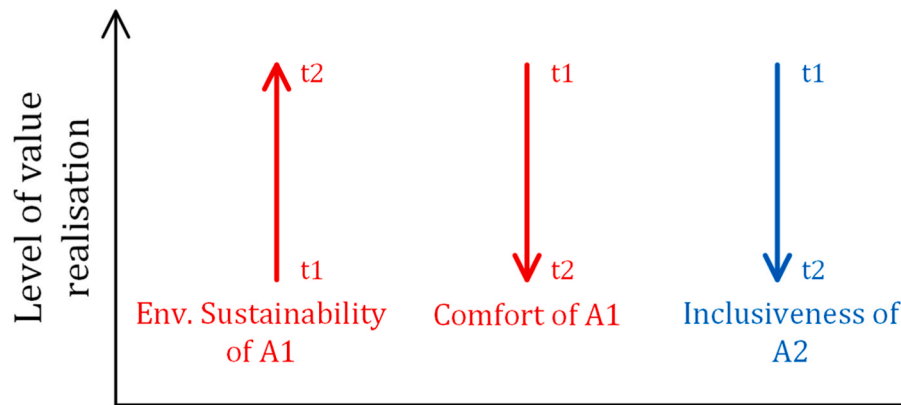 Level of value
realisation
t2
t1
Env. Sustainability
of A1
t1
t2
Comfort of A1
t1
t2
Inclusiveness of
A2